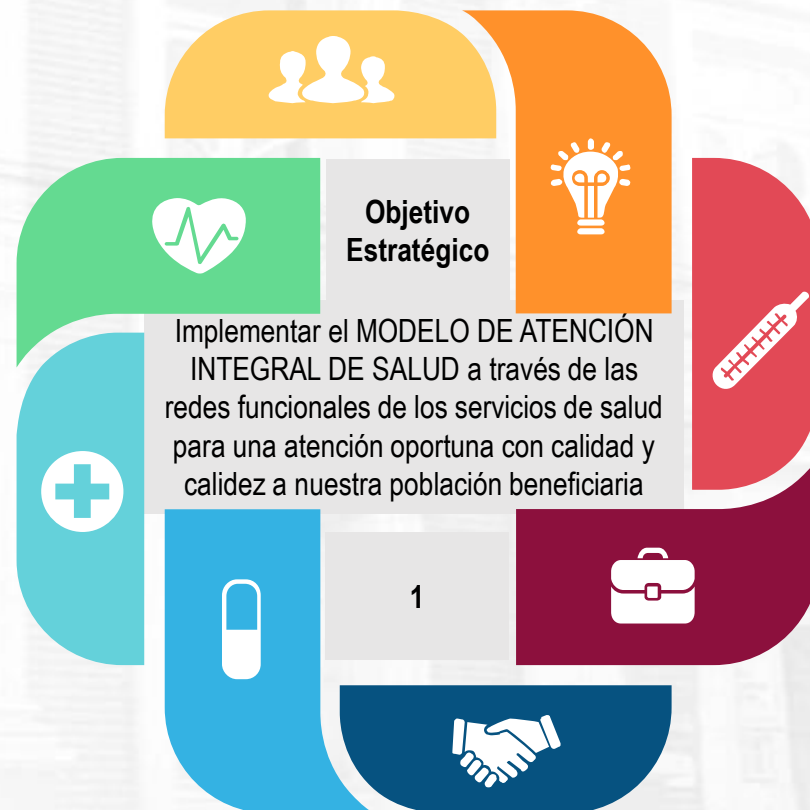 Objetivo
Estratégico
Implementar el MODELO DE ATENCIÓN
INTEGRAL DE SALUD a través de las
redes funcionales de los servicios de salud
para una atención oportuna con calidad y
calidez a nuestra población beneficiaria
1